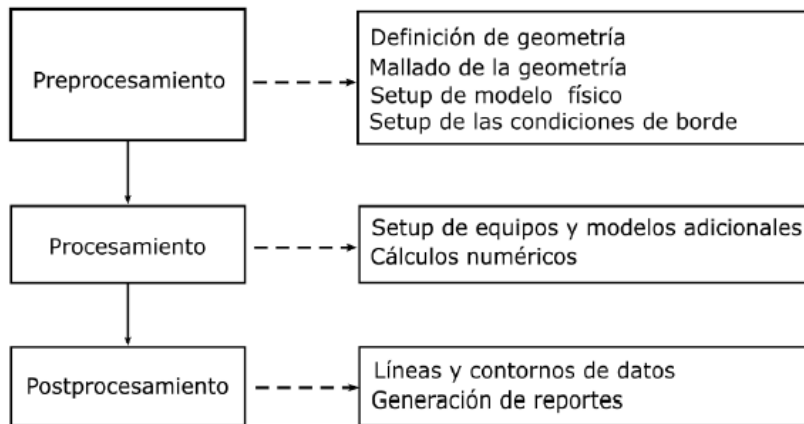 Preprocesamiento
Definición de geometría
Mallado de la geometría
Setup de modelo físico
Setup de las condiciones de borde
Procesamiento
Setup de equipos y modelos adicionales
Cálculos numéricos
Postprocesamiento
Líneas y contornos de datos
Generación de reportes